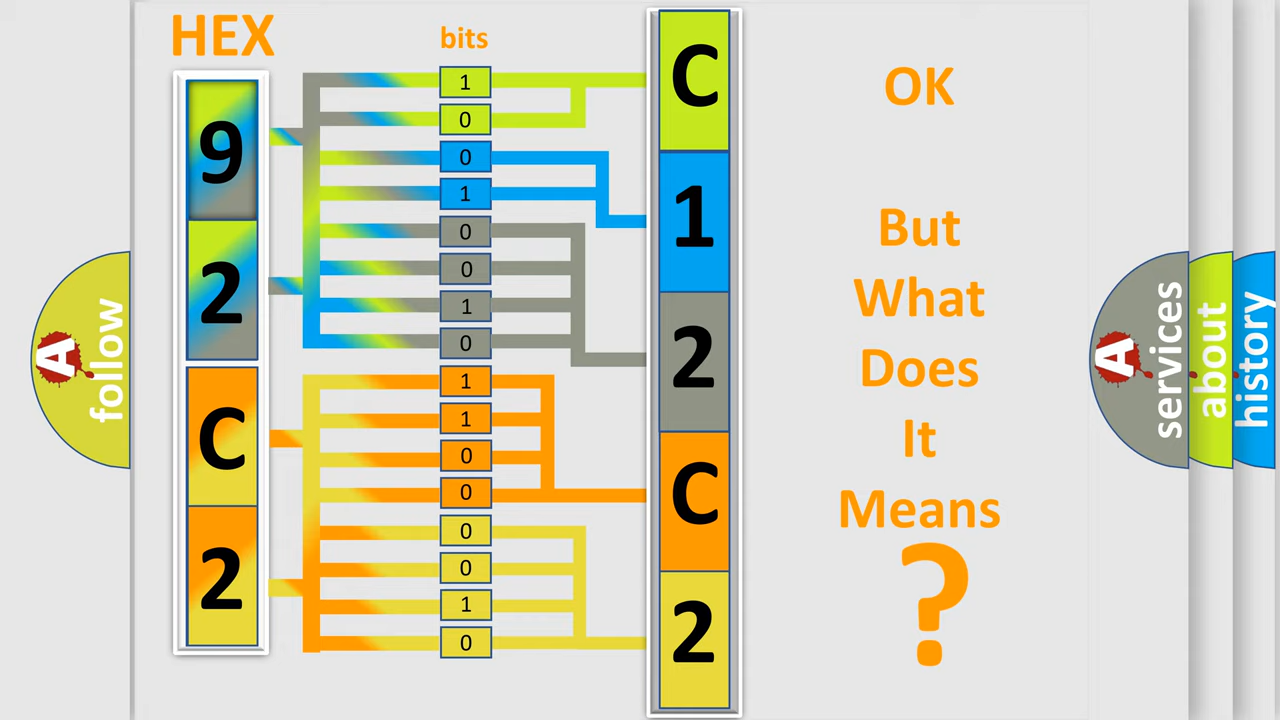 HEX
bits
9
2
C
2
1
0
0
1
0
0
1
0
1
1
0
0
0
0
1
0
C
1
2
C
2
OK
But
What
Does
It
Means
?
A
follow
A
services
about
history